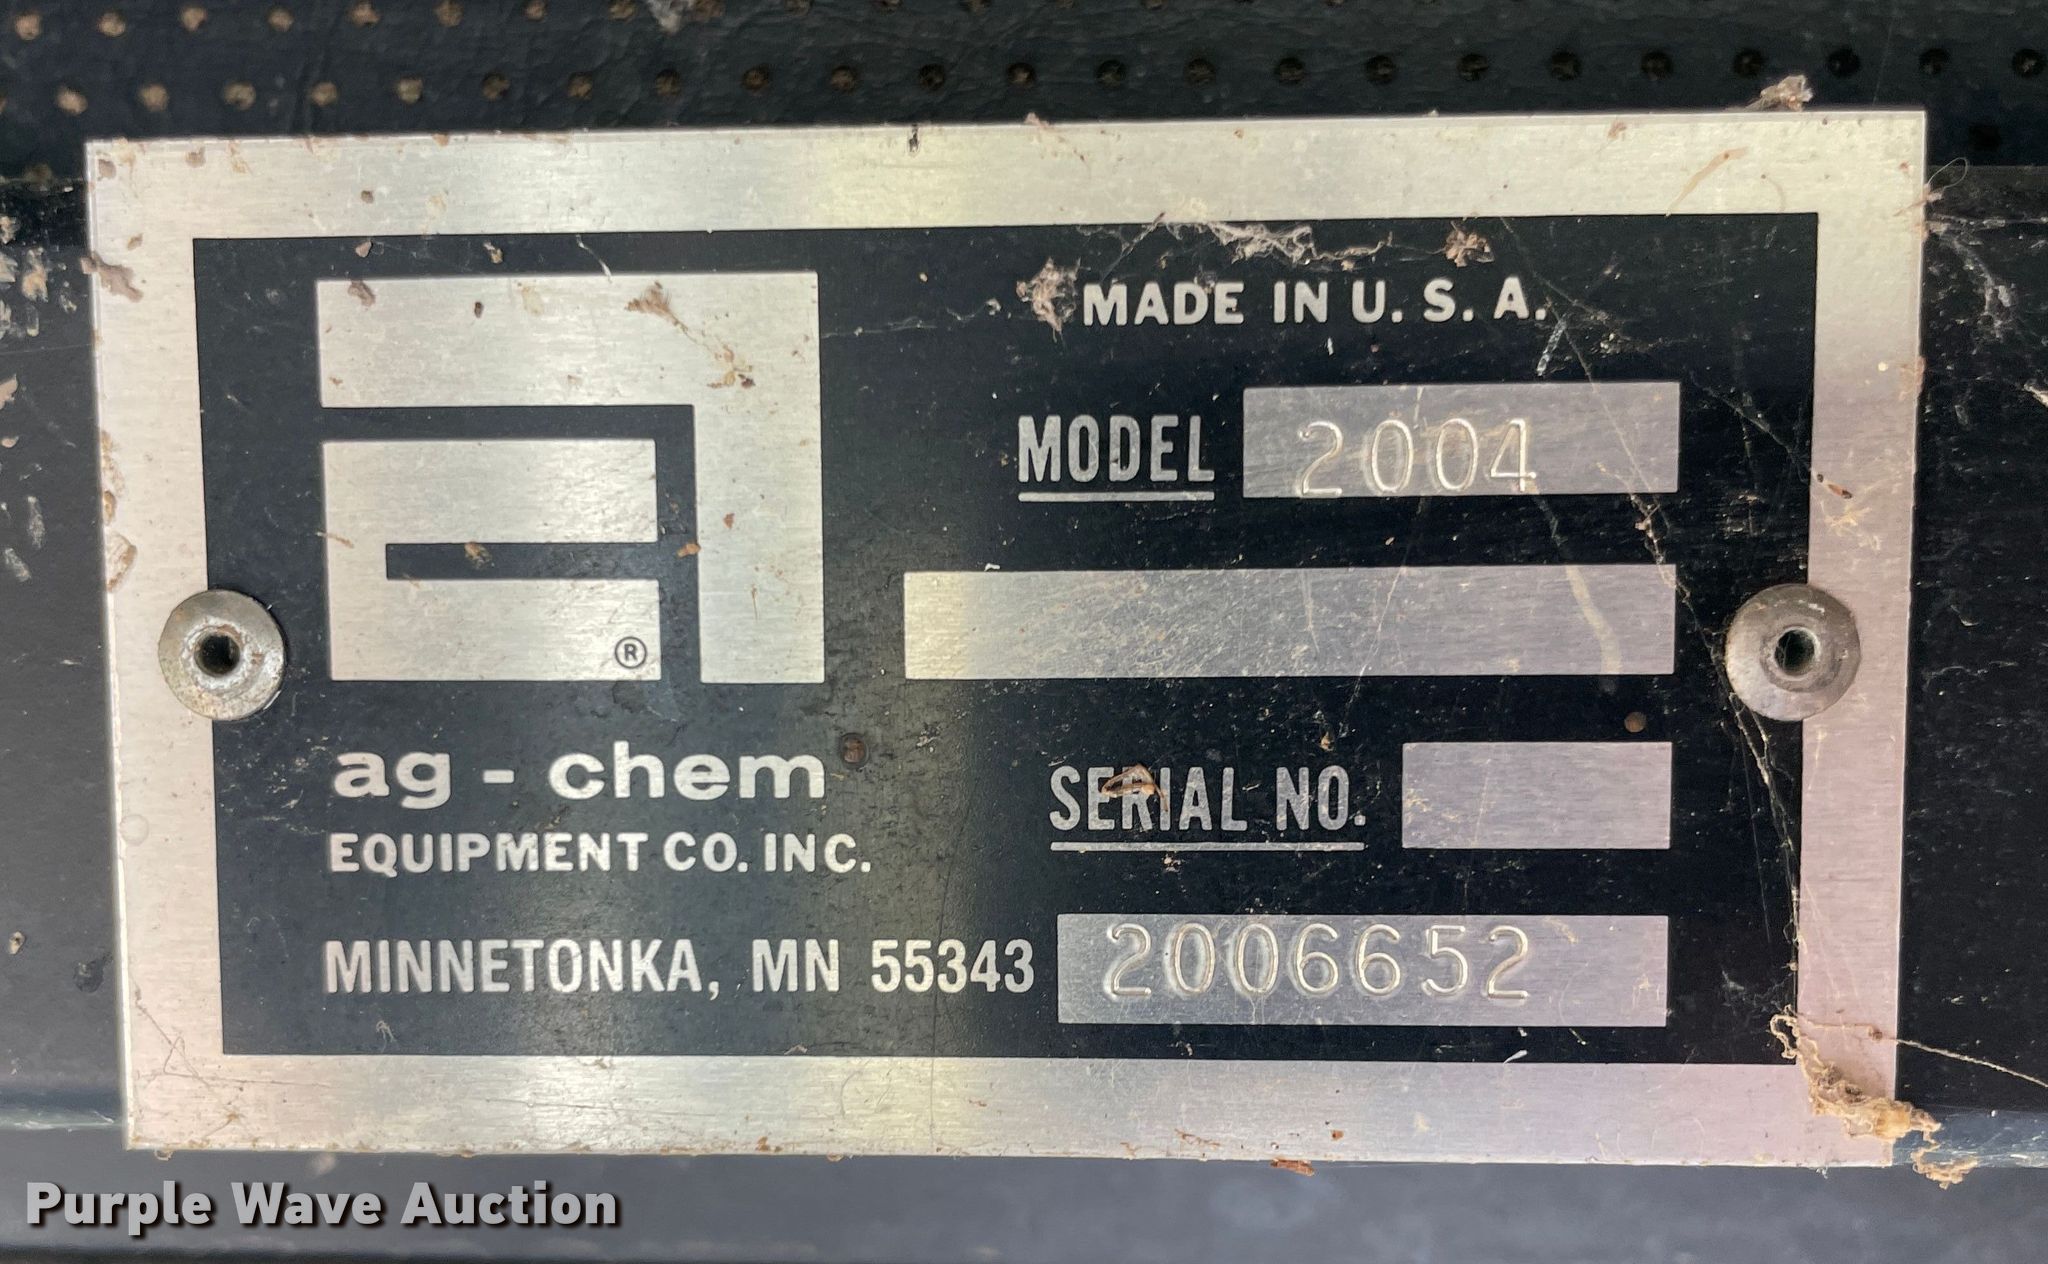 MADE IN U. S. A.
MODEL 2004
®
ag - chem
EQUIPMENT CO. INC.
MINNETONKA, MN 55343
SERIAL NO.
2006652
Purple Wave Auction